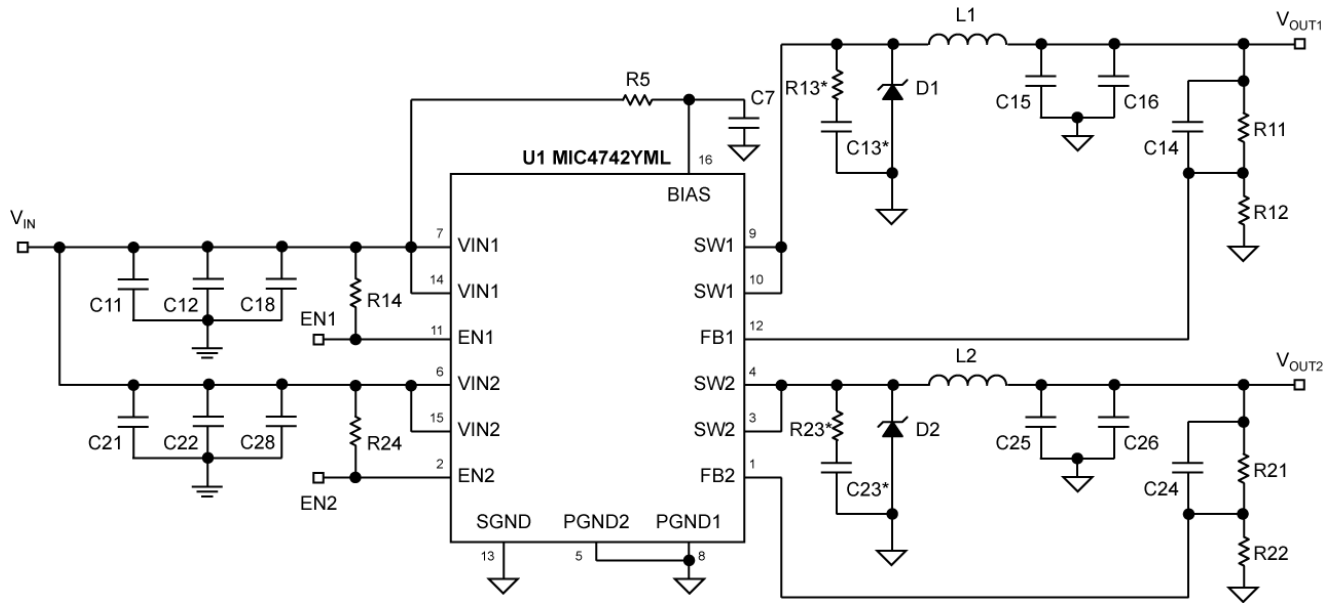 L1
VOUT1
R5
C7
R13*
D1
C15
C16
R11
C13*
C14
U1 MIC4742YML
16
BIAS
R12
VIN
7
VIN1
SW1
9
14
VIN1
SW1
10
C11
C12
C18
R14
EN1
11
EN1
FB1
12
L2
VOUT2
6
VIN2
SW2
4
15
VIN2
SW2
3
C21
C22
C28
R24
R23*
D2
C25
C26
R21
2
EN2
FB2
1
C23*
C24
EN2
SGND
PGND2
PGND1
13
5
8
R22